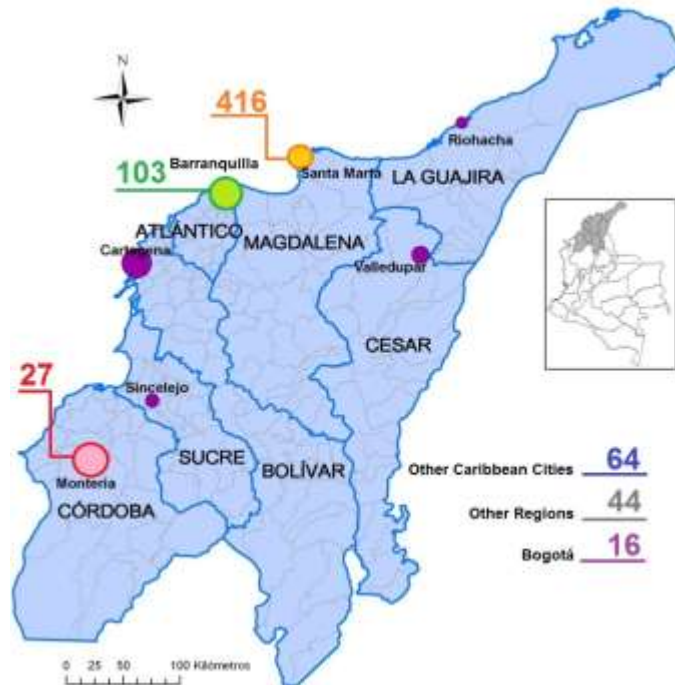 N
416
Riohacha
103
Barranquilla
Santa Marta
LA GUAJIRA
ATLÁNTICO
MAGDALENA
Cartagena
Valledupar
CESAR
27
Sincelejo
SUCRE
BOLÍVAR
Montería
CÓRDOBA
Other Caribbean Cities 64
Other Regions 44
Bogotá 16
0 25 50 100 Kilómetros